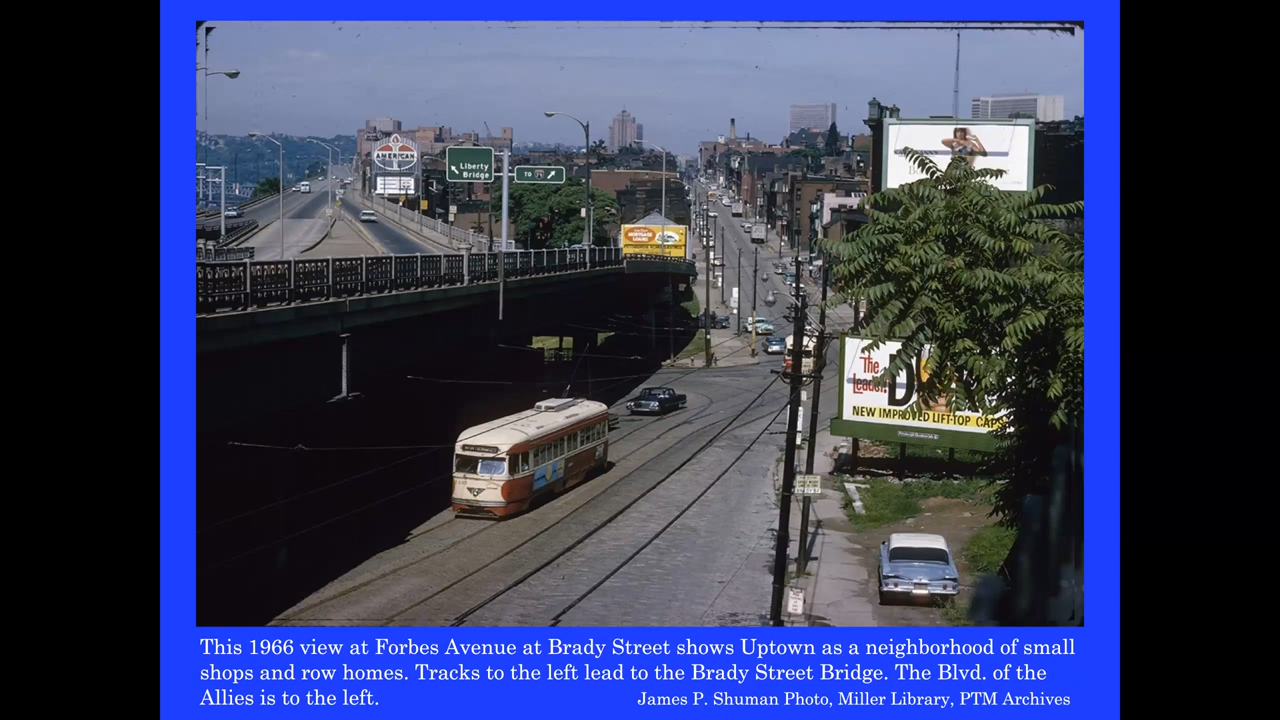 AMERICAN
Liberty
Bridge
TO
MORTGAGE
LOANS
The
Leader!
D
NEW IMPROVED LIFT-TOP CAPS
This 1966 view at Forbes Avenue at Brady Street shows Uptown as a neighborhood of small
shops and row homes. Tracks to the left lead to the Brady Street Bridge. The Blvd. of the
Allies is to the left.
James P. Shuman Photo, Miller Library, PTM Archives